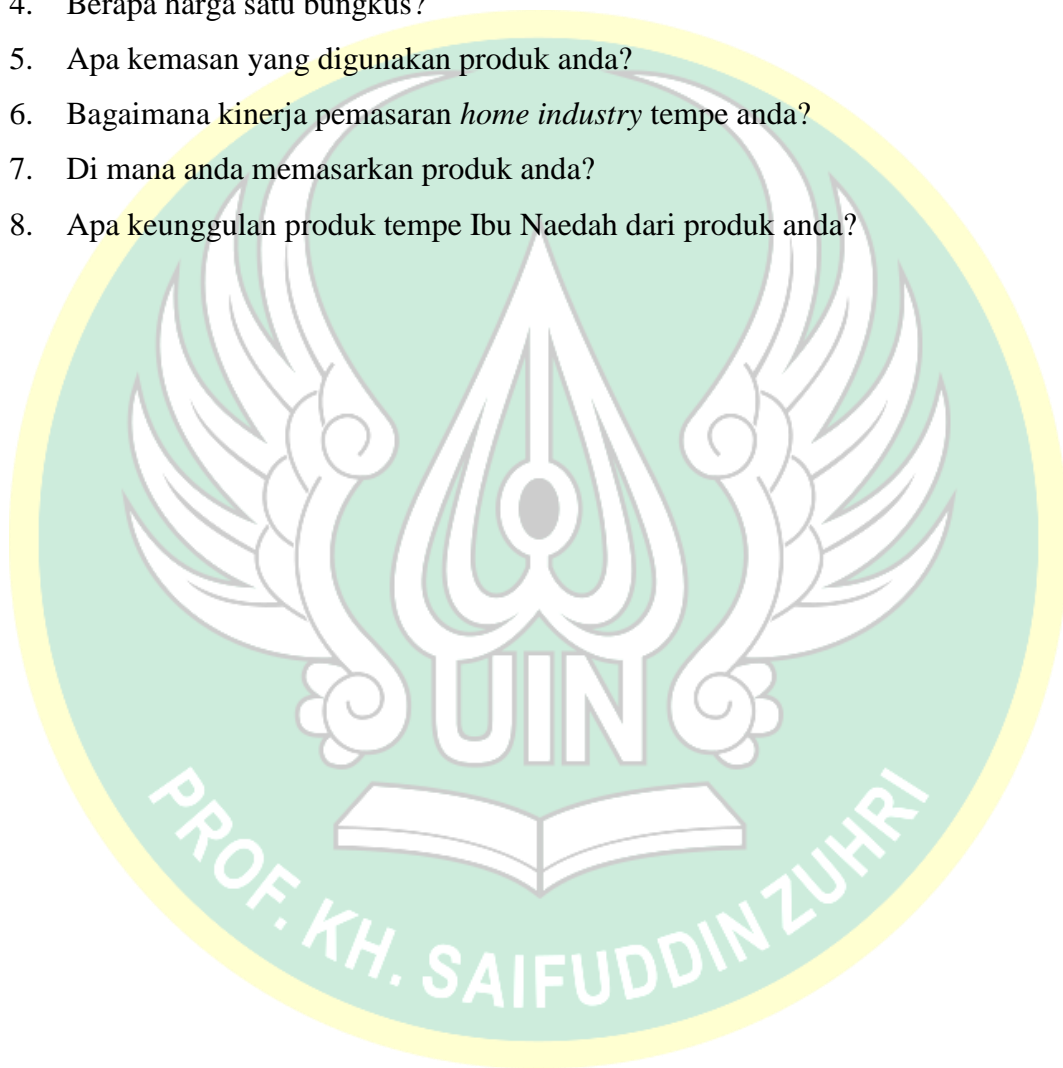 4. Berapa harga satu bungkus?
5. Apa kemasan yang digunakan produk anda?
6. Bagaimana kinerja pemasaran home industry tempe anda?
7. Di mana anda memasarkan produk anda?
8. Apa keunggulan produk tempe Ibu Naedah dari produk anda?
UIN
PROF. KH. SAIFUDDIN ZUHRI